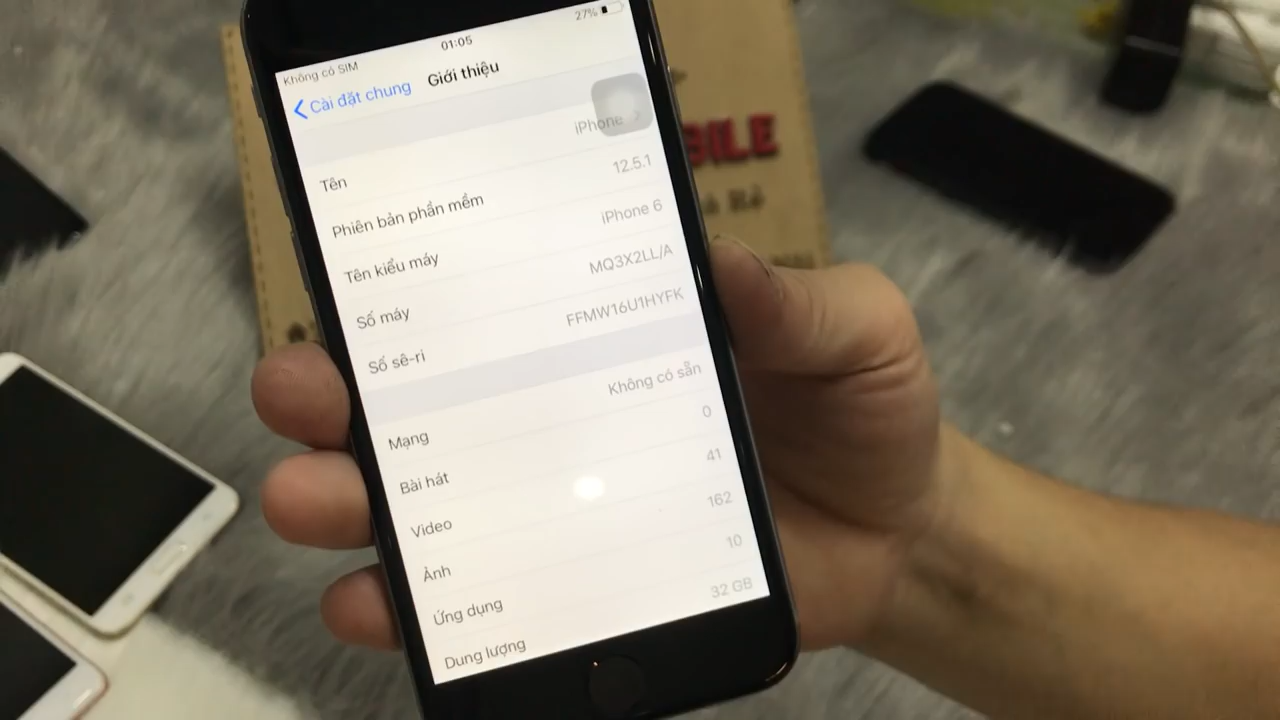 Không có SIM
01:05
27%
Cài đặt chung
Giới thiệu
Tên
iPhone
Phiên bản phần mềm
12.5.1
Tên kiểu máy
iPhone 6
Số máy
MQ3X2LL/A
Số sê-ri
FFMW16U1HYFK
Mạng
Không có sẵn
Bài hát
0
Video
41
Ảnh
162
Ứng dụng
10
Dung lượng
32 GB
BILE
Rẻ